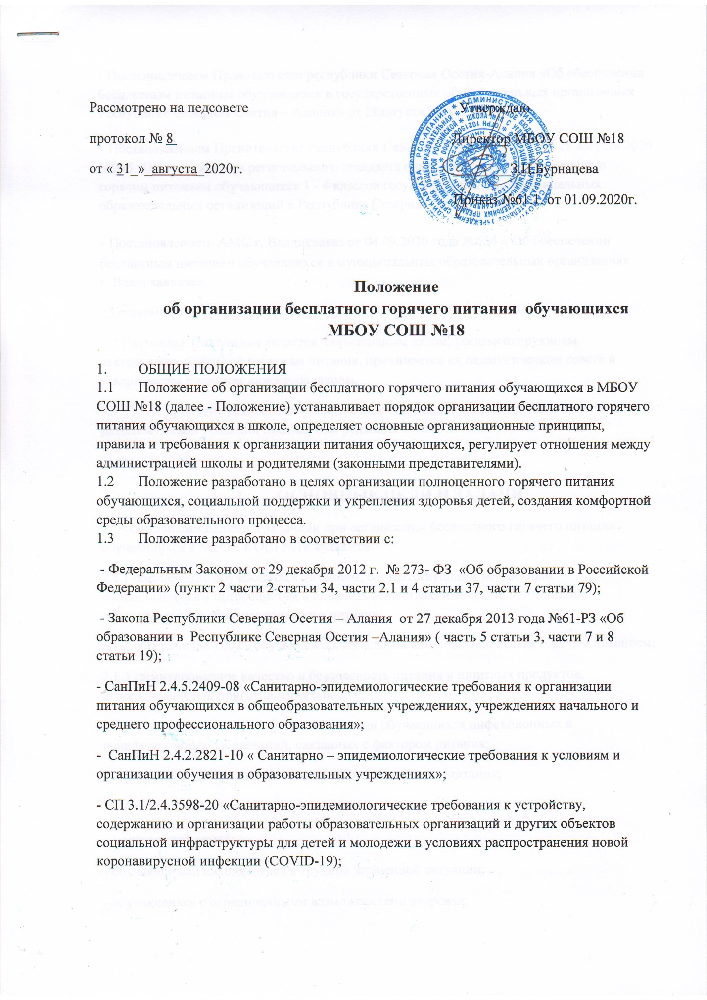 Рассмотрено на педсовете Утверждаю
протокол № 8 Директор МБОУ СОШ №18
от « 21 » августа 2020г. ________З.И.Бурнацева
Приказ №61.1 от 01.09.2020г.
Положение
об организации бесплатного горячего питания обучающихся
МБОУ СОШ №18
1. ОБЩИЕ ПОЛОЖЕНИЯ
1.1 Положение об организации бесплатного горячего питания обучающихся в МБОУ
СОШ №18 (далее - Положение) устанавливает порядок организации бесплатного горячего
питания обучающихся в школе, определяет основные организационные принципы,
правила и требования к организации питания обучающихся, регулирует отношения между
администрацией школы и родителями (законными представителями).
1.2 Положение разработано в целях организации полноценного горячего питания
обучающихся, социальной поддержки и укрепления здоровья детей, создания комфортной
среды образовательного процесса.
1.3 Положение разработано в соответствии с:
- Федеральным Законом от 29 декабря 2012 г. № 273- ФЗ «Об образовании в Российской
Федерации» (пункт 2 части 2 статьи 34, части 2.1 и 4 статьи 37, части 7 статьи 79);
- Закона Республики Северная Осетия – Алания от 27 декабря 2013 года №61-РЗ «Об
образовании в Республике Северная Осетия –Алания» ( часть 5 статьи 3, части 7 и 8
статьи 19);
- СанПиН 2.4.5.2409-08 «Санитарно-эпидемиологические требования к организации
питания обучающихся в общеобразовательных учреждениях, учреждениях начального и
среднего профессионального образования»;
- СанПиН 2.4.2.2821-10 « Санитарно – эпидемиологические требования к условиям и
организации обучения в образовательных учреждениях»;
- СП 3.1/2.4.3598-20 «Санитарно-эпидемиологические требования к устройству,
содержанию и организации работы образовательных организаций и других объектов
социальной инфраструктуры для детей и молодежи в условиях распространения новой
коронавирусной инфекции (COVID-19);